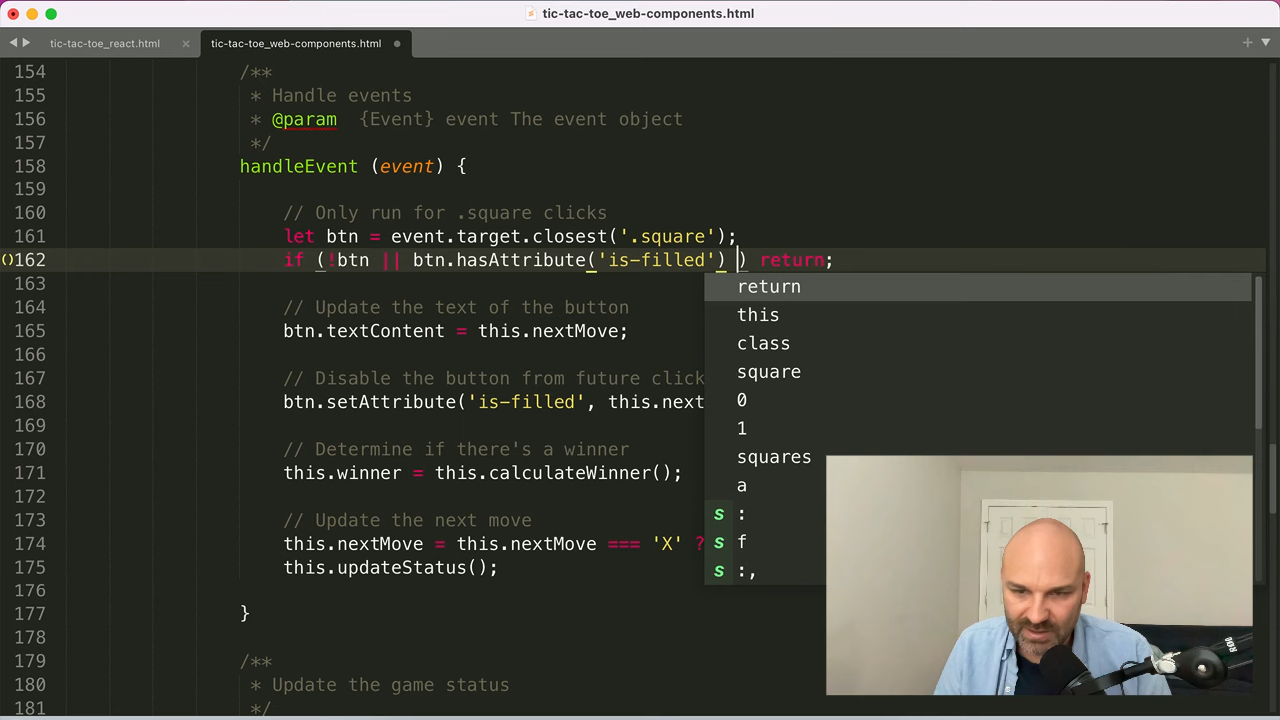 tic-tac-toe_web-components.html
tic-tac-toe_react.html
tic-tac-toe_web-components.html
154 /**
155 * Handle events
156 * @param {Event} event The event object
157 */
158 handleEvent (event) {
159
160 // Only run for .square clicks
161 let btn = event.target.closest('.square');
162 if (!btn || btn.hasAttribute('is-filled') ) return;
163
164 // Update the text of the button
165 btn.textContent = this.nextMove;
166
167 // Disable the button from future click
168 btn.setAttribute('is-filled', this.next
169
170 // Determine if there's a winner
171 this.winner = this.calculateWinner();
172
173 // Update the next move
174 this.nextMove = this.nextMove === 'X' ?
175 this.updateStatus();
176
177 }
178
179 /**
180 * Update the game status
181 */
return
this
class
square
0
1
squares
a
s :
s f
s :,